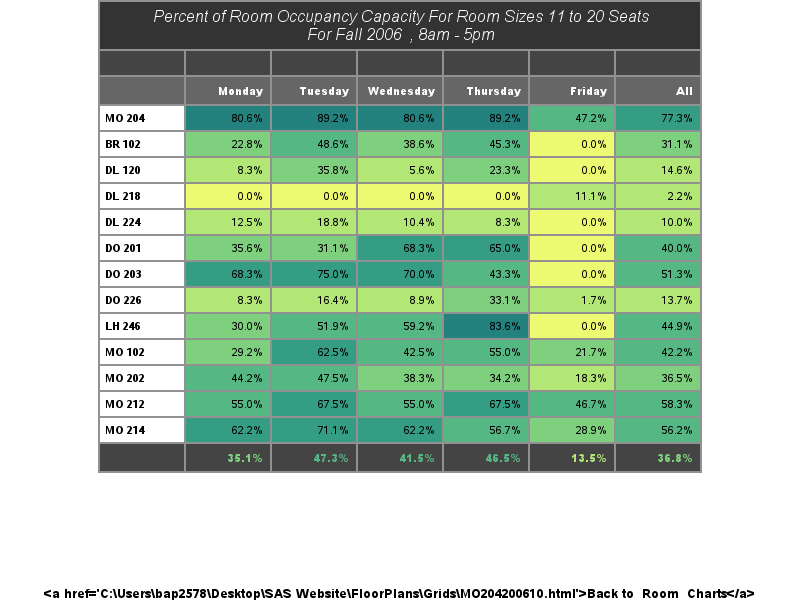 Percent of Room Occupancy Capacity For Room Sizes 11 to 20 Seats
For Fall 2006 , 8am - 5pm
Monday Tuesday Wednesday Thursday Friday All
MO 204 80.6% 89.2% 80.6% 89.2% 47.2% 77.3%
BR 102 22.8% 48.6% 38.6% 45.3% 0.0% 31.1%
DL 120 8.3% 35.8% 5.6% 23.3% 0.0% 14.6%
DL 218 0.0% 0.0% 0.0% 0.0% 11.1% 2.2%
DL 224 12.5% 18.8% 10.4% 8.3% 0.0% 10.0%
DO 201 35.6% 31.1% 68.3% 65.0% 0.0% 40.0%
DO 203 68.3% 75.0% 70.0% 43.3% 0.0% 51.3%
DO 226 8.3% 16.4% 8.9% 33.1% 1.7% 13.7%
LH 246 30.0% 51.9% 59.2% 83.6% 0.0% 44.9%
MO 102 29.2% 62.5% 42.5% 55.0% 21.7% 42.2%
MO 202 44.2% 47.5% 38.3% 34.2% 18.3% 36.5%
MO 212 55.0% 67.5% 55.0% 67.5% 46.7% 58.3%
MO 214 62.2% 71.1% 62.2% 56.7% 28.9% 56.2%
35.1% 47.3% 41.5% 46.5% 13.5% 36.8%
<a href='C:\Users\bap2578\Desktop\SAS Website\FloorPlans\Grids\MO204200610.html'>Back to Room Charts</a>